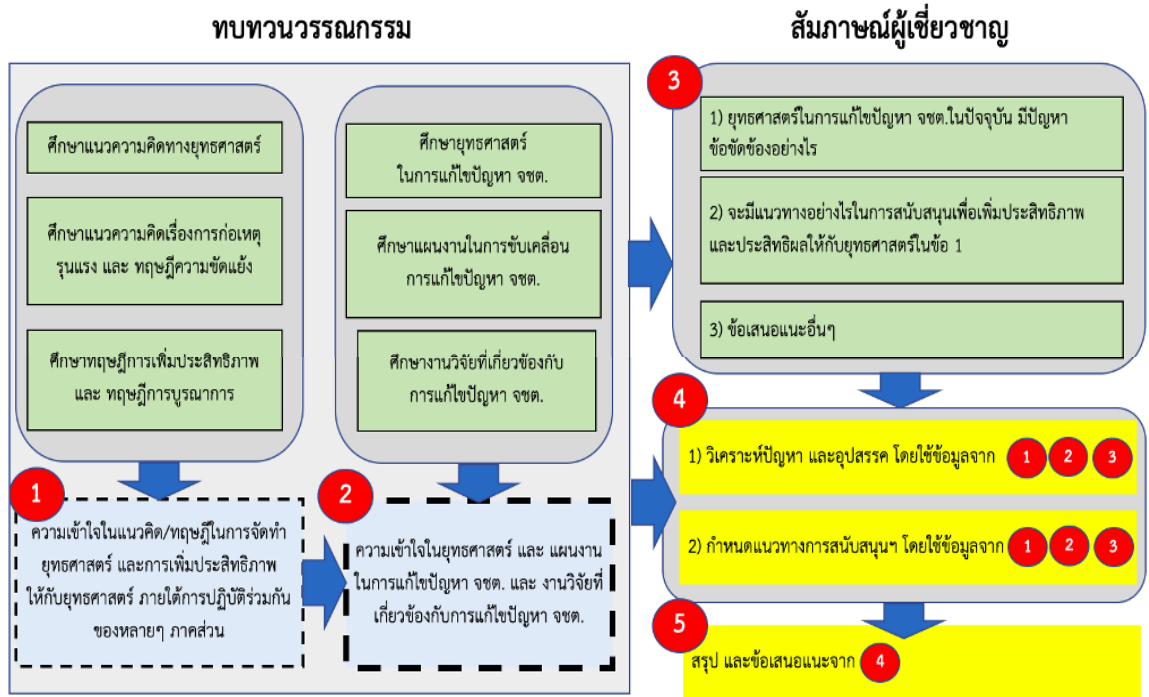 ทบทวนวรรณกรรม
ศึกษาแนวความคิดทางยุทธศาสตร์
ศึกษาแนวความคิดเรื่องการก่อเหตุ
รุนแรง และ ทฤษฎีความขัดแย้ง
ศึกษาทฤษฎีการเพิ่มประสิทธิภาพ
และ ทฤษฎีการบูรณาการ
ศึกษายุทธศาสตร์
ในการแก้ไขปัญหา จชต.
ศึกษาแผนงานในการขับเคลื่อน
การแก้ไขปัญหา จชต.
ศึกษางานวิจัยที่เกี่ยวข้องกับ
การแก้ไขปัญหา จชต.
1
ความเข้าใจในแนวคิด/ทฤษฎีในการจัดทำ
ยุทธศาสตร์ และการเพิ่มประสิทธิภาพ
ให้กับยุทธศาสตร์ ภายใต้การปฏิบัติร่วมกัน
ของหลายๆ ภาคส่วน
2
ความเข้าใจในยุทธศาสตร์ และ แผนงาน
ในการแก้ไขปัญหา จชต. และ งานวิจัยที่
เกี่ยวข้องกับการแก้ไขปัญหา จชต.
สัมภาษณ์ผู้เชี่ยวชาญ
3
1) ยุทธศาสตร์ในการแก้ไขปัญหา จชต.ในปัจจุบัน มีปัญหา
ข้อขัดข้องอย่างไร
2) จะมีแนวทางอย่างไรในการสนับสนุนเพื่อเพิ่มประสิทธิภาพ
และประสิทธิผลให้กับยุทธศาสตร์ในข้อ 1
3) ข้อเสนอแนะอื่นๆ
4
1) วิเคราะห์ปัญหา และอุปสรรค โดยใช้ข้อมูลจาก 1 2 3
2) กำหนดแนวทางการสนับสนุนฯ โดยใช้ข้อมูลจาก 1 2 3
5
สรุป และข้อเสนอแนะจาก 4